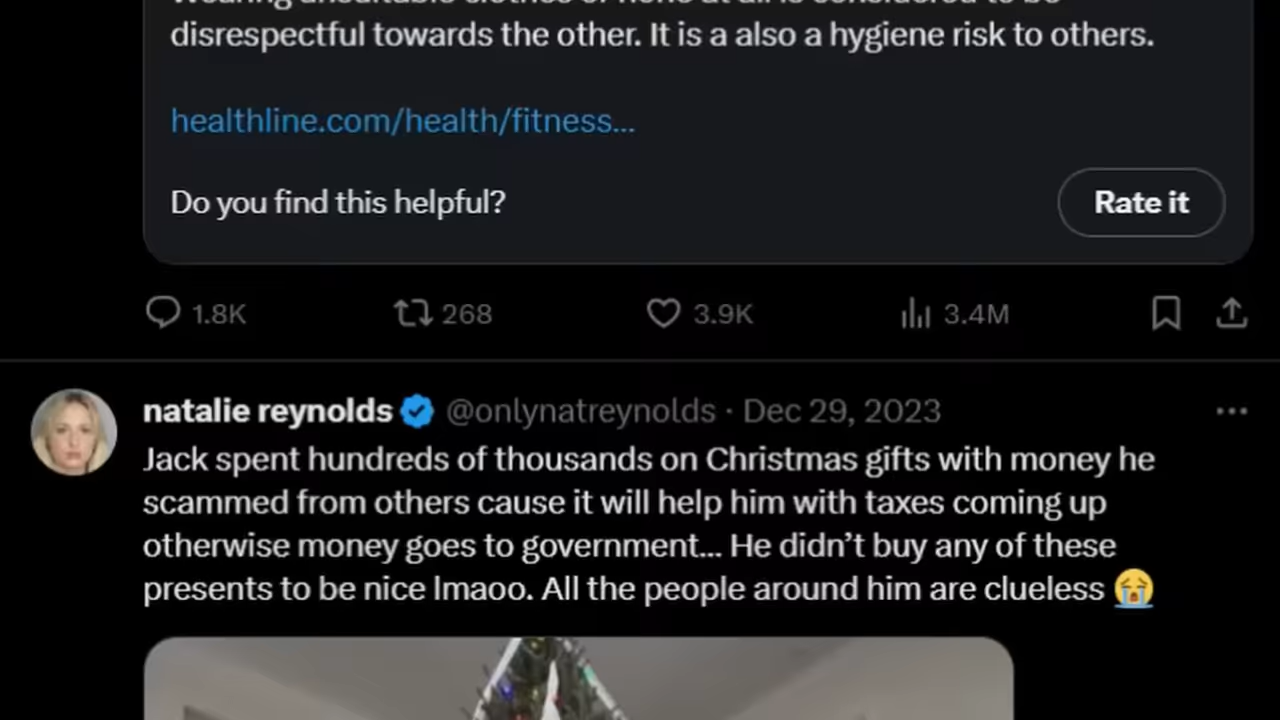 disrespectful towards the other. It is a also a hygiene risk to others.
healthline.com/health/fitness...
Do you find this helpful?
Rate it
1.8K 268 3.9K 3.4M
natalie reynolds @onlynatreynolds · Dec 29, 2023
Jack spent hundreds of thousands on Christmas gifts with money he
scammed from others cause it will help him with taxes coming up
otherwise money goes to government... He didn’t buy any of these
presents to be nice lmaoo. All the people around him are clueless 😭